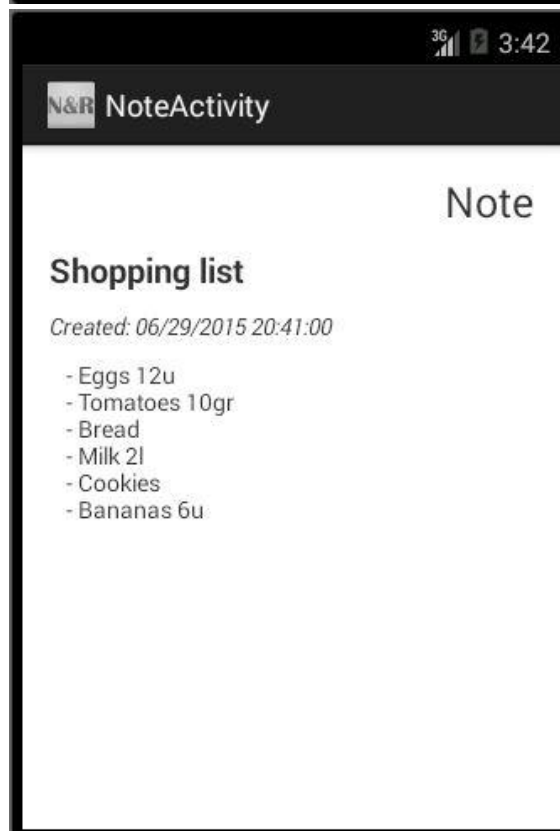 3G 3:42
N&R NoteActivity
Note
Shopping list
Created: 06/29/2015 20:41:00
- Eggs 12u
- Tomatoes 10gr
- Bread
- Milk 2l
- Cookies
- Bananas 6u